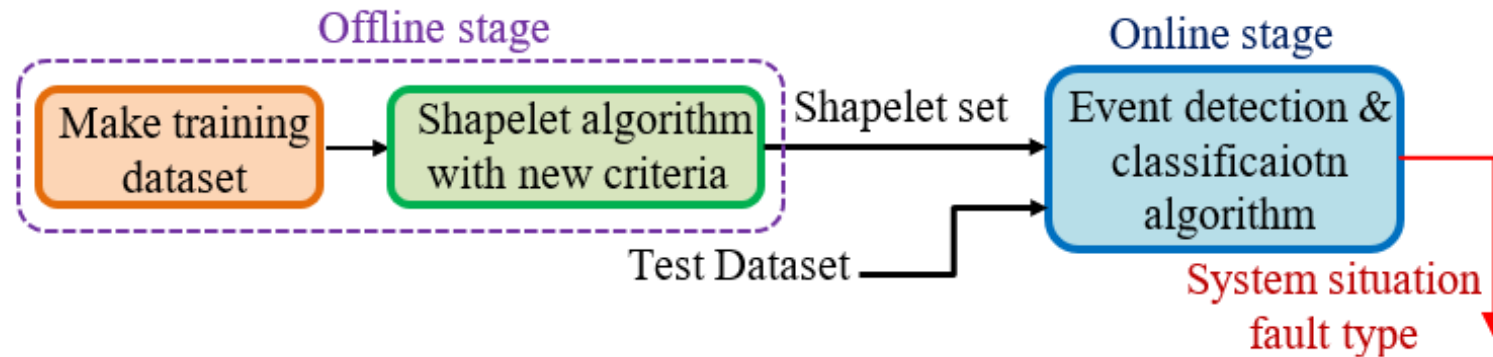 Offline stage
Online stage
Make training
dataset
Shapelet algorithm
with new criteria
Shapelet set
Event detection &
classificaiotn
algorithm
Test Dataset
System situation
fault type